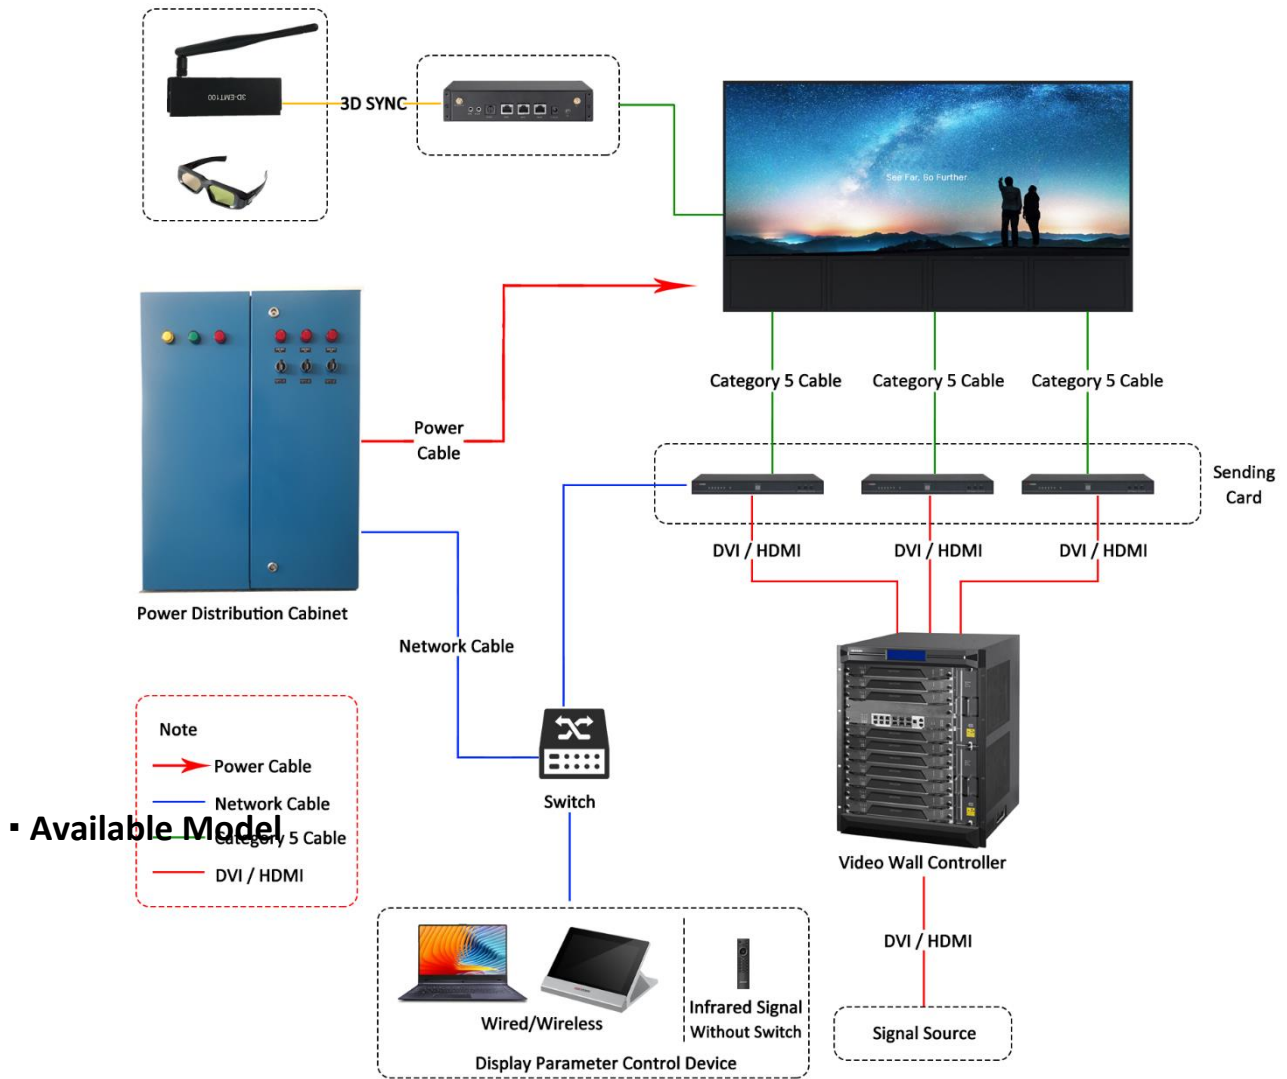 3D-EMT100
3D SYNC
See Far, Go Further
Category 5 Cable
Category 5 Cable
Category 5 Cable
Power
Cable
Sending
Card
DVI / HDMI
DVI / HDMI
DVI / HDMI
Power Distribution Cabinet
Network Cable
Note
Power Cable
Network Cable
Category 5 Cable
DVI / HDMI
▪ Available Model
Switch
Video Wall Controller
DVI / HDMI
Wired/Wireless
Infrared Signal
Without Switch
Display Parameter Control Device
Signal Source